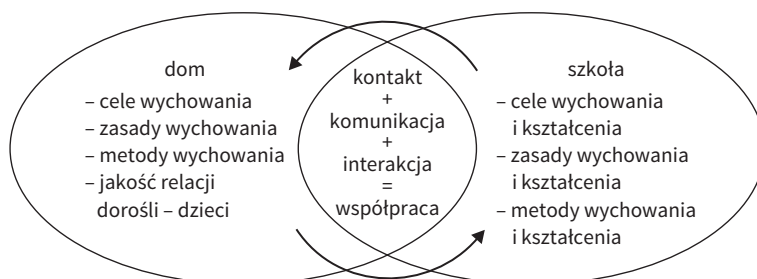 dom
– cele wychowania
– zasady wychowania
– metody wychowania
– jakość relacji
dorośli – dzieci
kontakt
+
komunikacja
+
interakcja
=
współpraca
szkoła
– cele wychowania
i kształcenia
– zasady wychowania
i kształcenia
– metody wychowania
i kształcenia